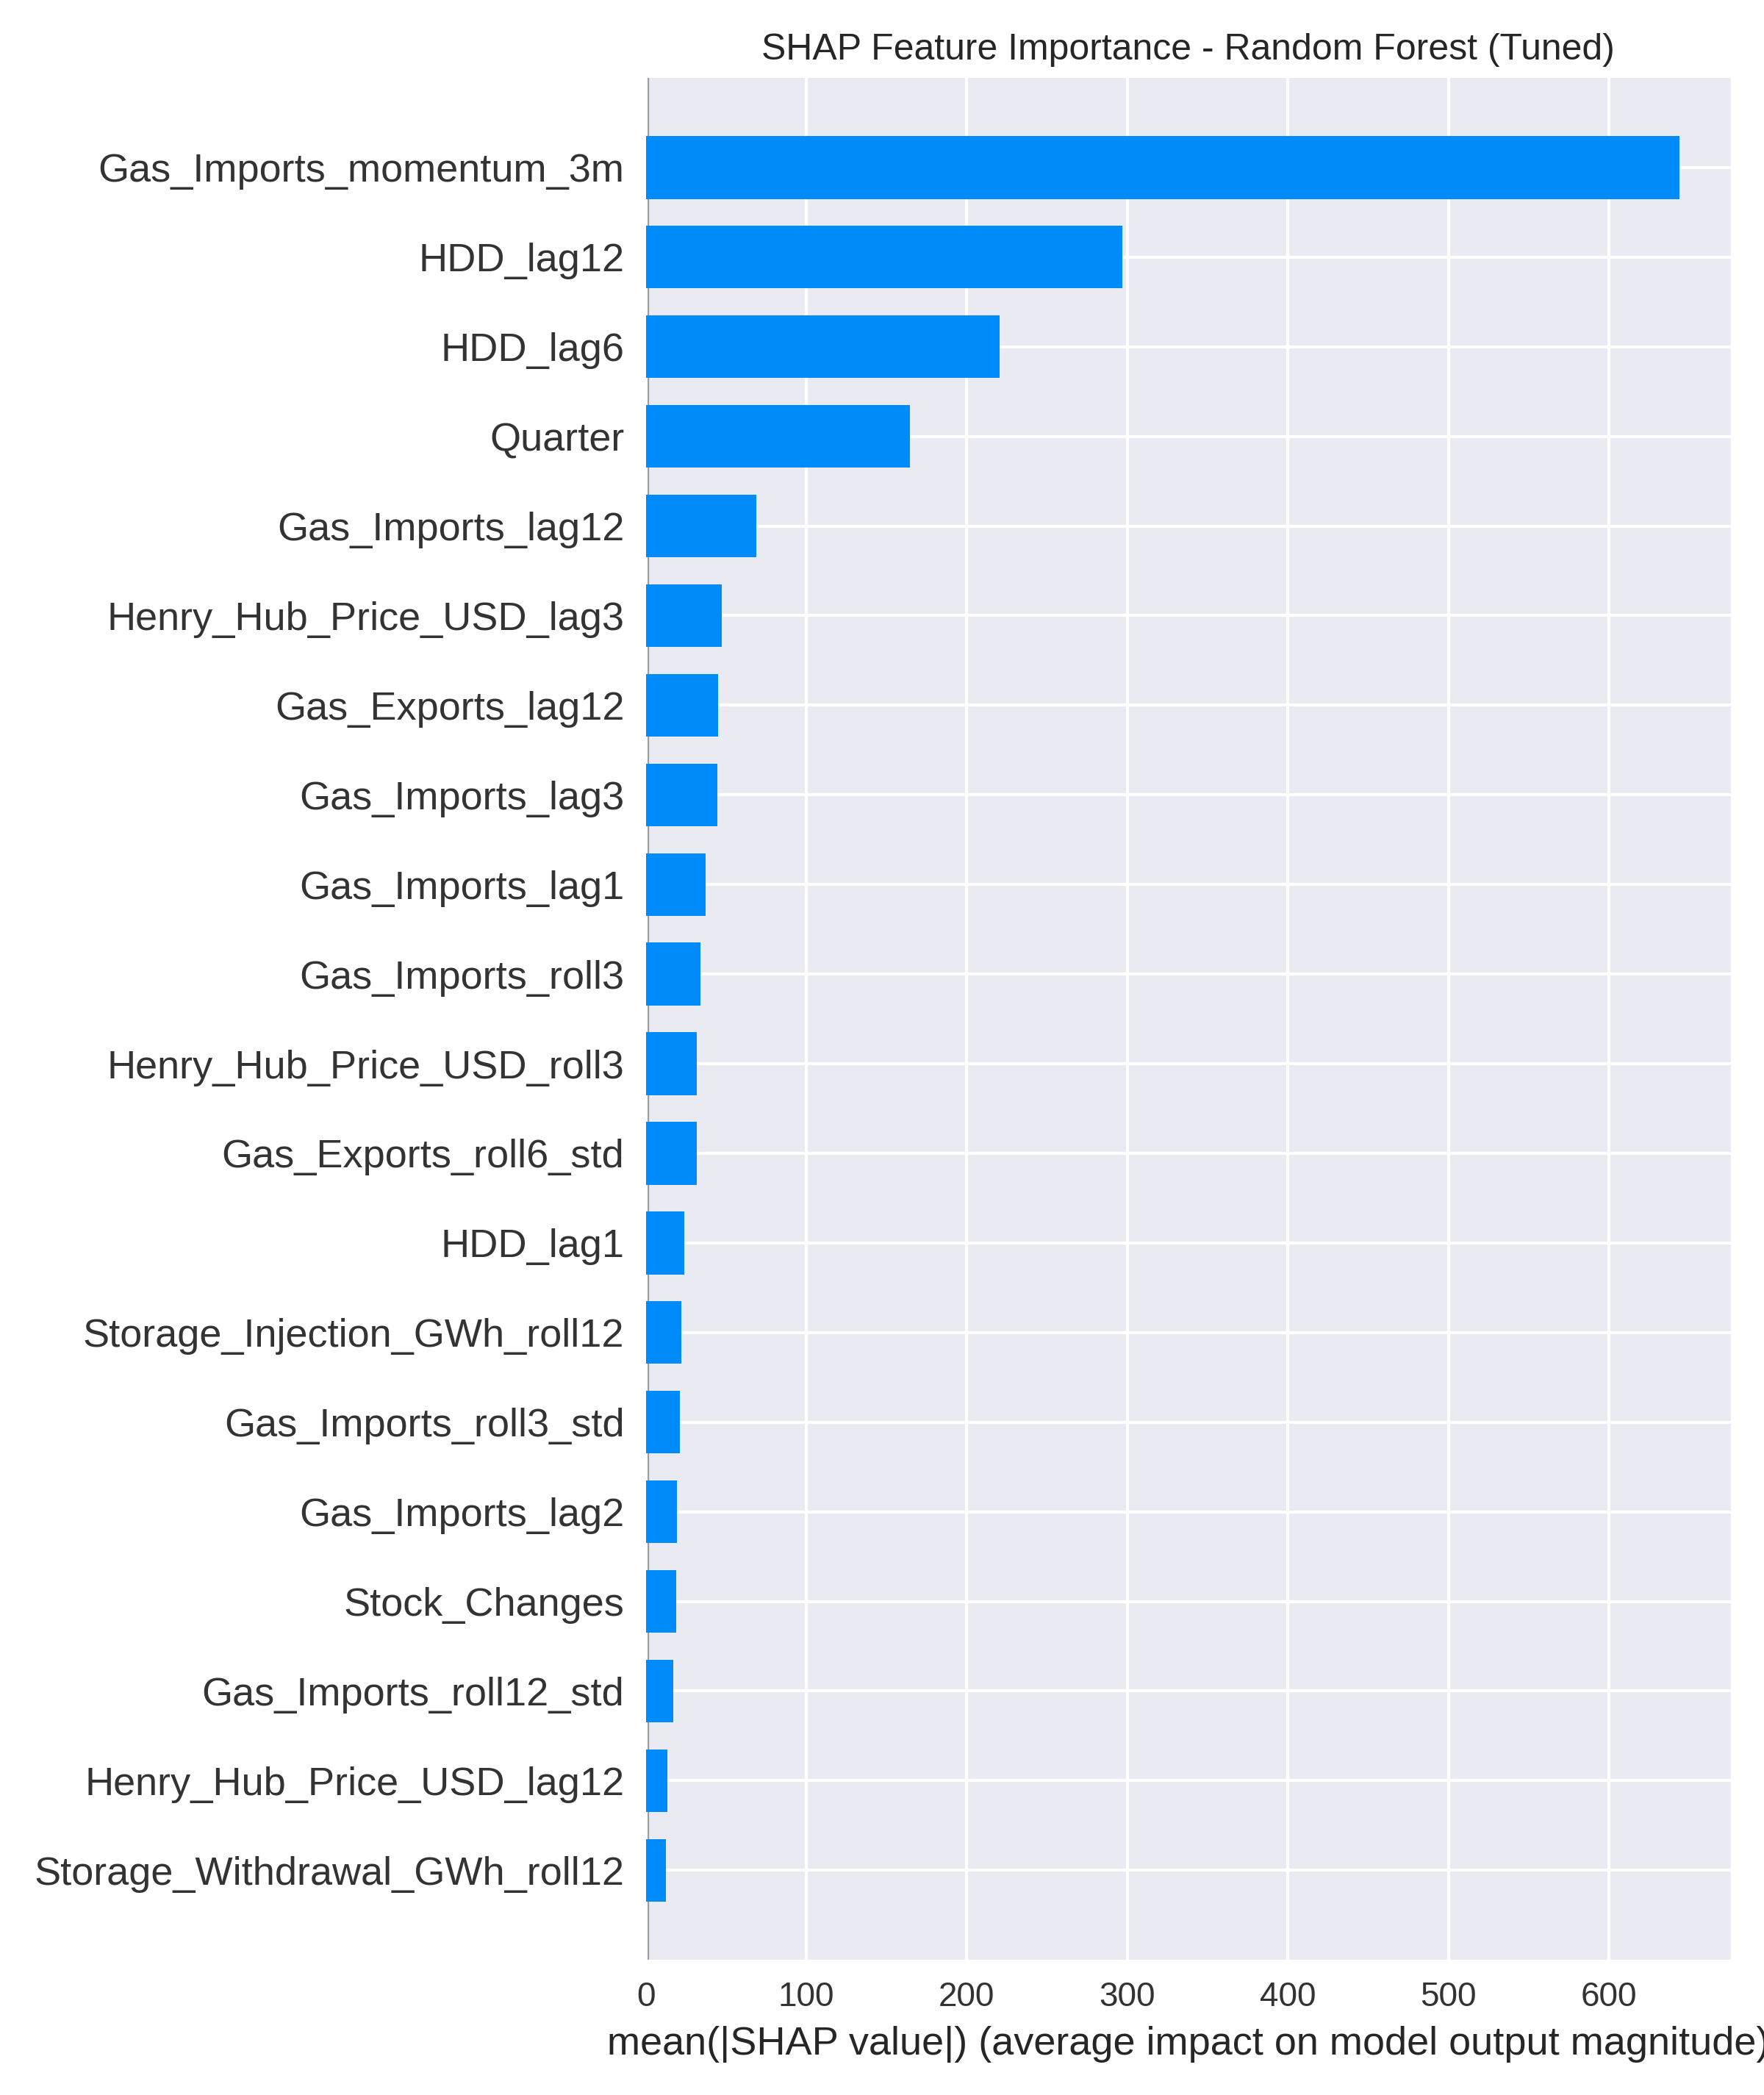 SHAP Feature Importance - Random Forest (Tuned)
Gas_Imports_momentum_3m
HDD_lag12
HDD_lag6
Quarter
Gas_Imports_lag12
Henry_Hub_Price_USD_lag3
Gas_Exports_lag12
Gas_Imports_lag3
Gas_Imports_lag1
Gas_Imports_roll3
Henry_Hub_Price_USD_roll3
Gas_Exports_roll6_std
HDD_lag1
Storage_Injection_GWh_roll12
Gas_Imports_roll3_std
Gas_Imports_lag2
Stock_Changes
Gas_Imports_roll12_std
Henry_Hub_Price_USD_lag12
Storage_Withdrawal_GWh_roll12
0 100 200 300 400 500 600
mean(|SHAP value|) (average impact on model output magnitude)